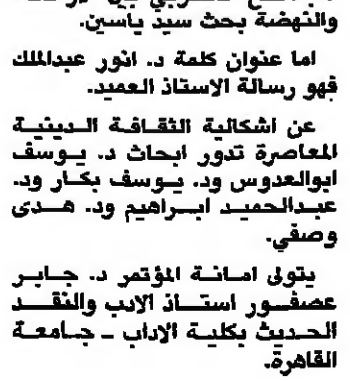 والنهضة بحث سيد ياسين.
اما عنوان كلمة د. انور عبدالملك
فهو رسالة الاستاذ العميد.
عن اشكالية الثقافة الدينية
المعاصرة تدور ابحاث د. يوسف
ابوالعدوس ود. يوسف بكار ود.
عبدالحميد ابراهيم ود. هدى
وصفي.
يتولى امانة المؤتمر د. جابر
عصفور استاذ الادب والنقد
الحديث بكلية الاداب ـ جامعة
القاهرة.